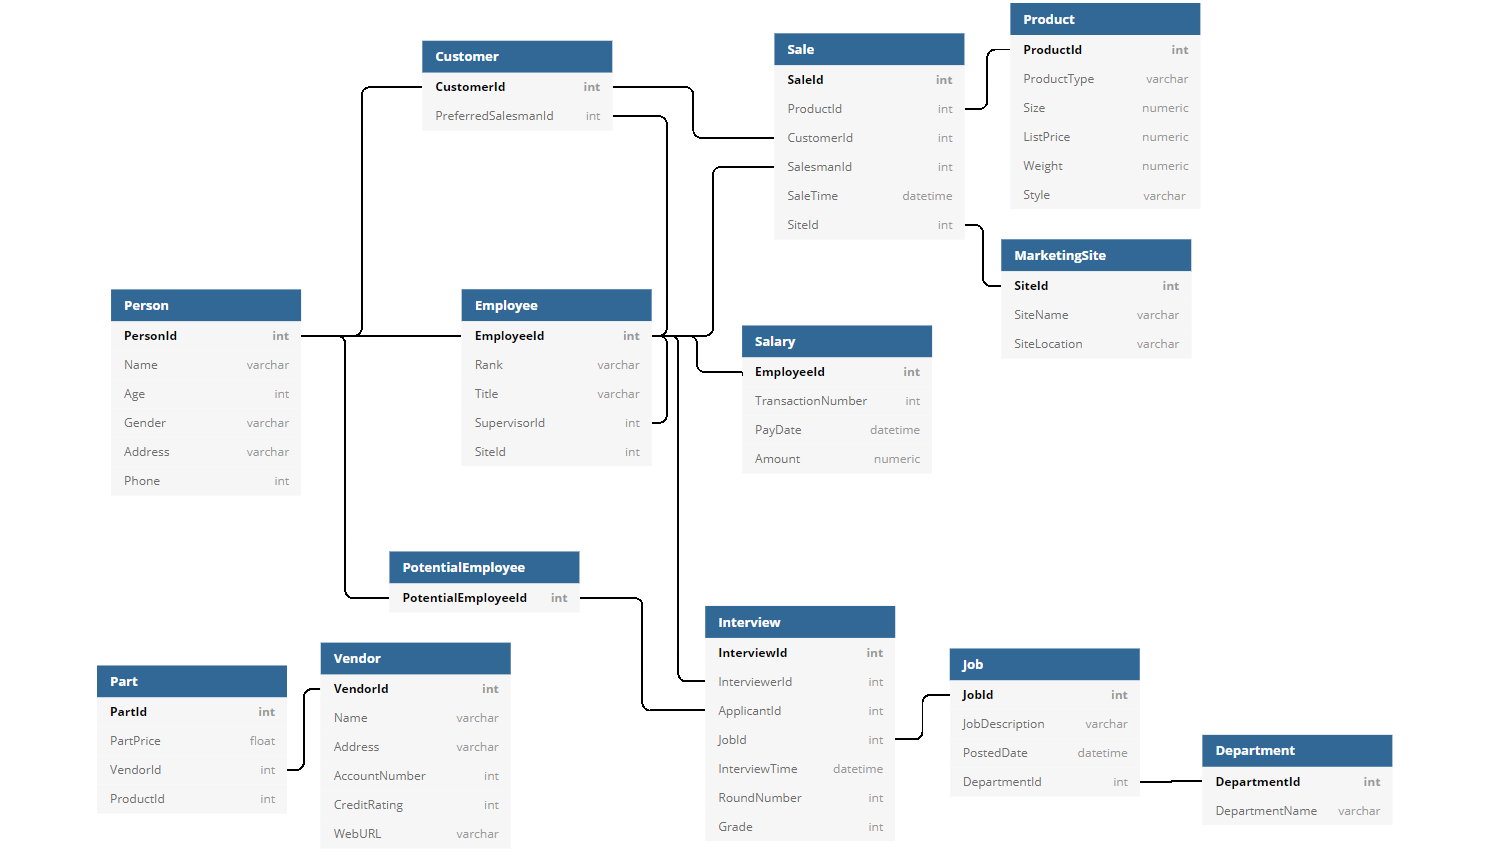 Customer
CustomerId int
PreferredSalesmanId int
Sale
SaleId int
ProductId int
CustomerId int
SalesmanId int
SaleTime datetime
SiteId int
Product
ProductId int
ProductType varchar
Size numeric
ListPrice numeric
Weight numeric
Style varchar
MarketingSite
SiteId int
SiteName varchar
SiteLocation varchar
Person
PersonId int
Name varchar
Age int
Gender varchar
Address varchar
Phone int
Employee
EmployeeId int
Rank varchar
Title varchar
SupervisorId int
SiteId int
Salary
EmployeeId int
TransactionNumber int
PayDate datetime
Amount numeric
PotentialEmployee
PotentialEmployeeId int
Part
PartId int
PartPrice float
VendorId int
ProductId int
Vendor
VendorId int
Name varchar
Address varchar
AccountNumber int
CreditRating int
WebURL varchar
Interview
InterviewId int
InterviewerId int
ApplicantId int
JobId int
InterviewTime datetime
RoundNumber int
Grade int
Job
JobId int
JobDescription varchar
PostedDate datetime
DepartmentId int
Department
DepartmentId int
DepartmentName varchar